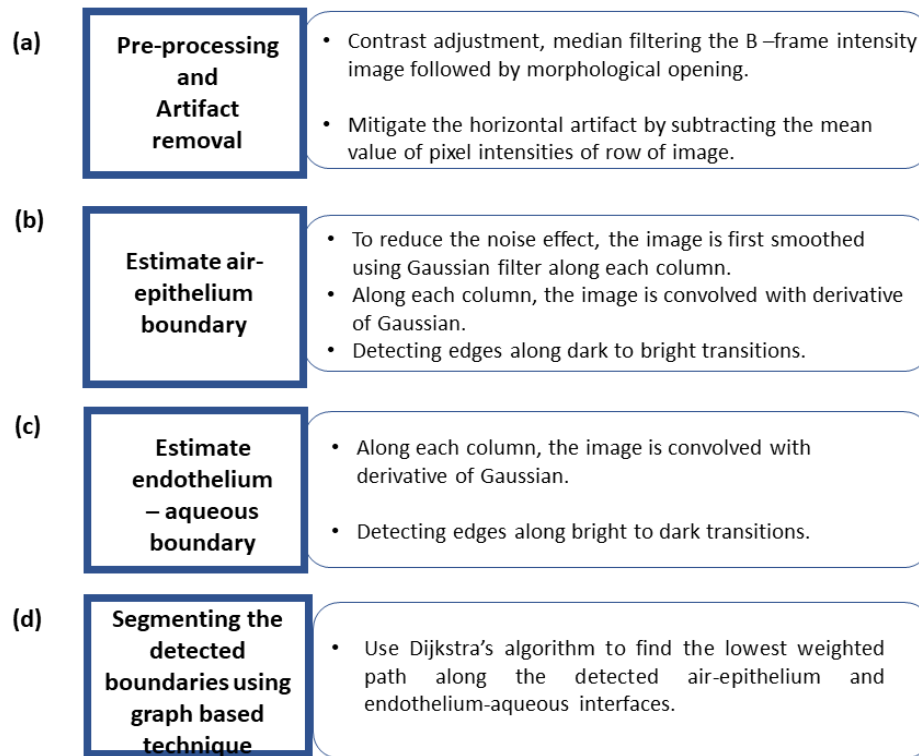 (a)
Pre-processing
and
Artifact
removal
• Contrast adjustment, median filtering the B –frame intensity
image followed by morphological opening.
• Mitigate the horizontal artifact by subtracting the mean
value of pixel intensities of row of image.
(b)
Estimate air-
epithelium
boundary
• To reduce the noise effect, the image is first smoothed
using Gaussian filter along each column.
• Along each column, the image is convolved with derivative
of Gaussian.
• Detecting edges along dark to bright transitions.
(c)
Estimate
endothelium
– aqueous
boundary
• Along each column, the image is convolved with
derivative of Gaussian.
• Detecting edges along bright to dark transitions.
(d)
Segmenting the
detected
boundaries using
graph based
technique
• Use Dijkstra’s algorithm to find the lowest weighted
path along the detected air-epithelium and
endothelium-aqueous interfaces.